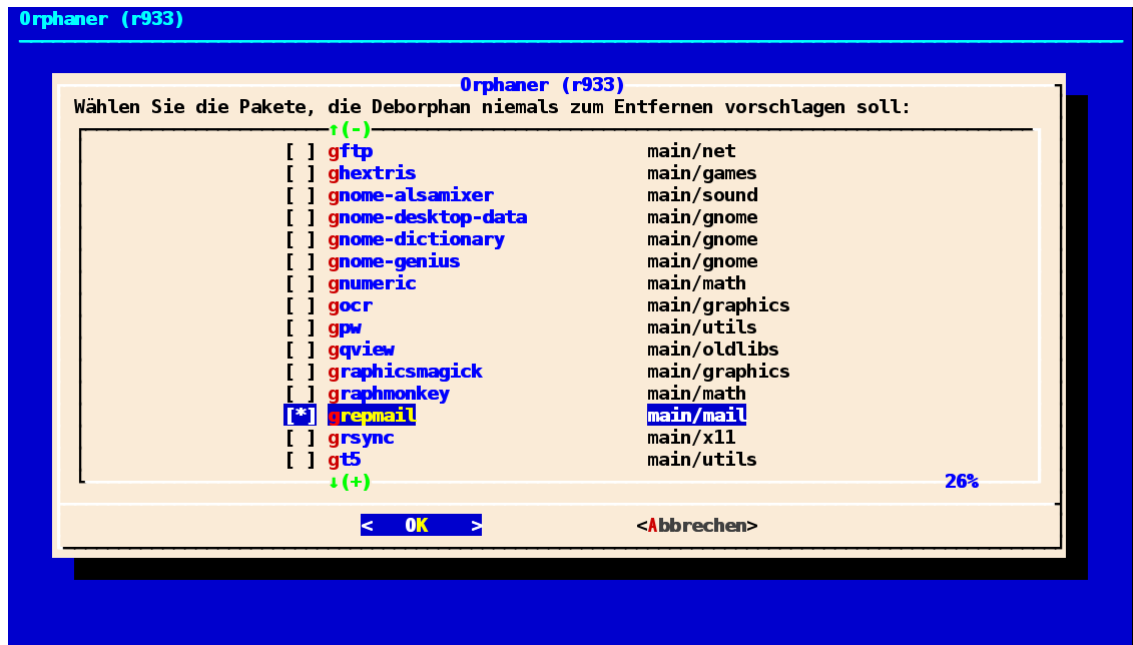 Orphaner (r933)
Orphaner (r933)
Wählen Sie die Pakete, die Deborphan niemals zum Entfernen vorschlagen soll:
↑(-)
[ ] gftp main/net
[ ] ghextris main/games
[ ] gnome-alsamixer main/sound
[ ] gnome-desktop-data main/gnome
[ ] gnome-dictionary main/gnome
[ ] gnome-genius main/gnome
[ ] gnumeric main/math
[ ] gocr main/graphics
[ ] gpw main/utils
[ ] gqview main/oldlibs
[ ] graphicsmagick main/graphics
[ ] graphmonkey main/math
[*] grepmail main/mail
[ ] grsync main/x11
[ ] gt5 main/utils
↓(+) 26%
< OK > <Abbrechen>